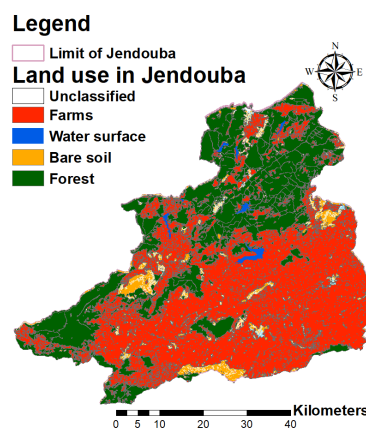 Legend
Limit of Jendouba
Land use in Jendouba
Unclassified
Farms
Water surface
Bare soil
Forest
N
W E
S
Kilometers
0 5 10 20 30 40